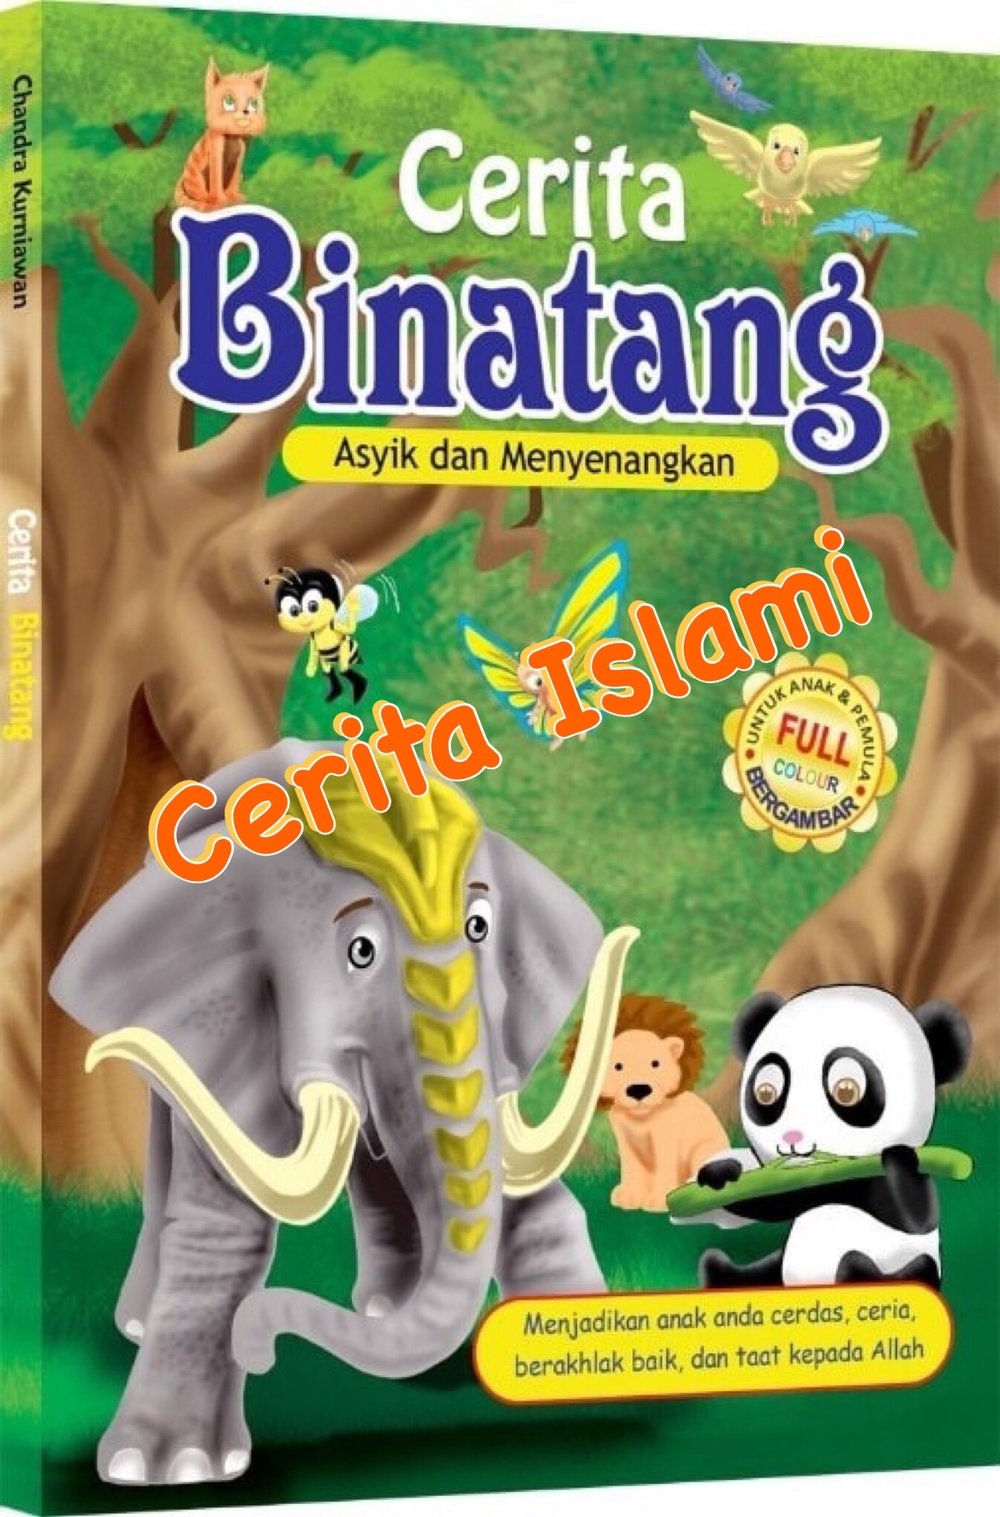 Chandra Kurniawan
Cerita Binatang
Cerita
Binatang
Asyik dan Menyenangkan
Cerita Islami
UNTUK ANAK & PEMULA
FULL
COLOUR
BERGAMBAR
Menjadikan anak anda cerdas, ceria,
berakhlak baik, dan taat kepada Allah